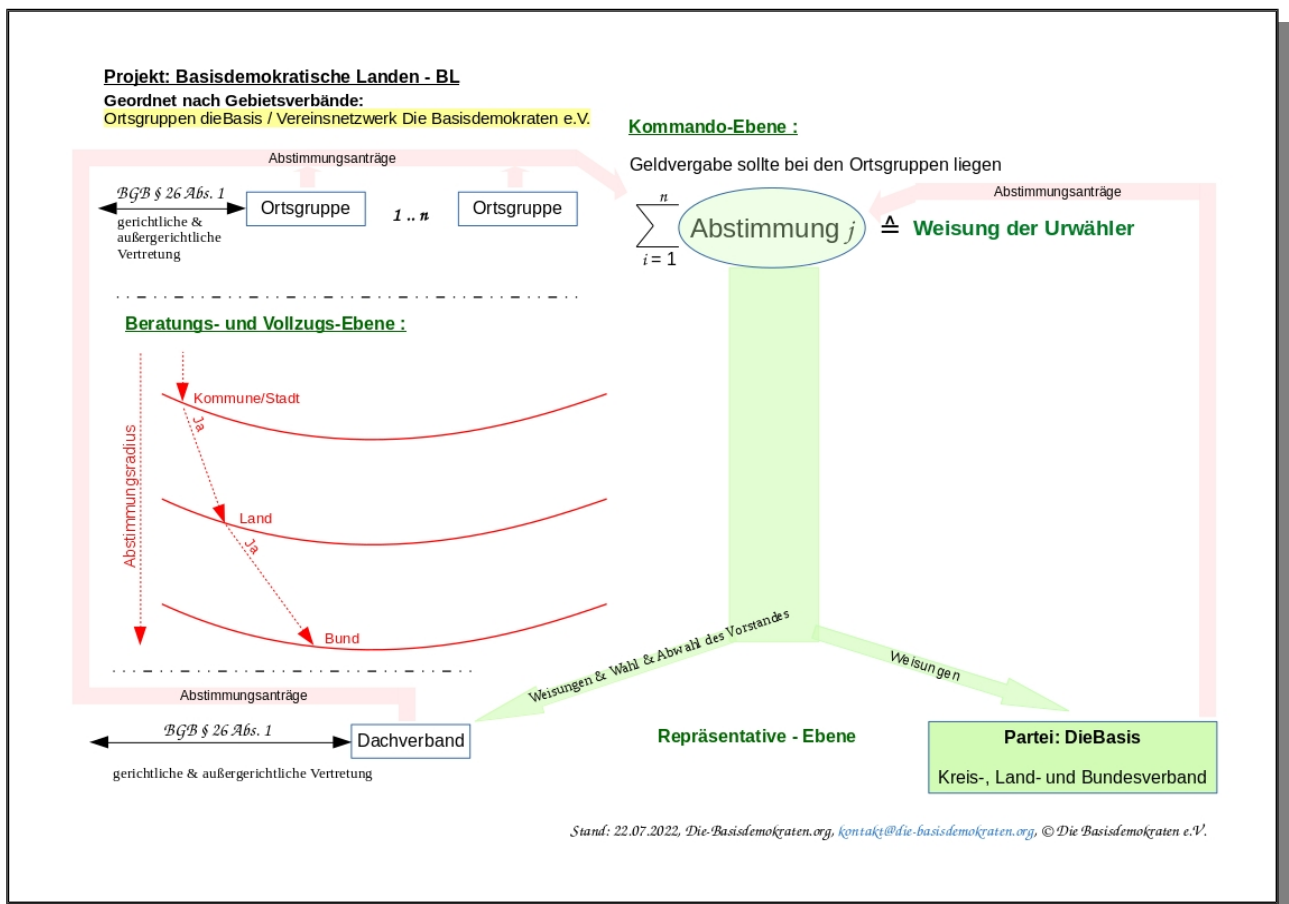 Projekt: Basisdemokratische Landen - BL
Geordnet nach Gebietsverbände:
Ortsgruppen dieBasis / Vereinsnetzwerk Die Basisdemokraten e.V.
Kommando-Ebene :
Geldvergabe sollte bei den Ortsgruppen liegen
Abstimmungsanträge
Abstimmungsanträge
BGB § 26 Abs. 1
gerichtliche &
außergerichtliche
Vertretung
Ortsgruppe
1 .. n
Ortsgruppe
n
∑
i = 1
Abstimmung j
≙ Weisung der Urwähler
Beratungs- und Vollzugs-Ebene :
Abstimmungsradius
Kommune/Stadt
Ja
Land
Ja
Bund
Weisungen & Wahl & Abwahl des Vorstandes
Weisungen
Abstimmungsanträge
BGB § 26 Abs. 1
Dachverband
gerichtliche & außergerichtliche Vertretung
Repräsentative - Ebene
Partei: DieBasis
Kreis-, Land- und Bundesverband
Stand: 22.07.2022, Die-Basisdemokraten.org, kontakt@die-basisdemokraten.org, © Die Basisdemokraten e.V.